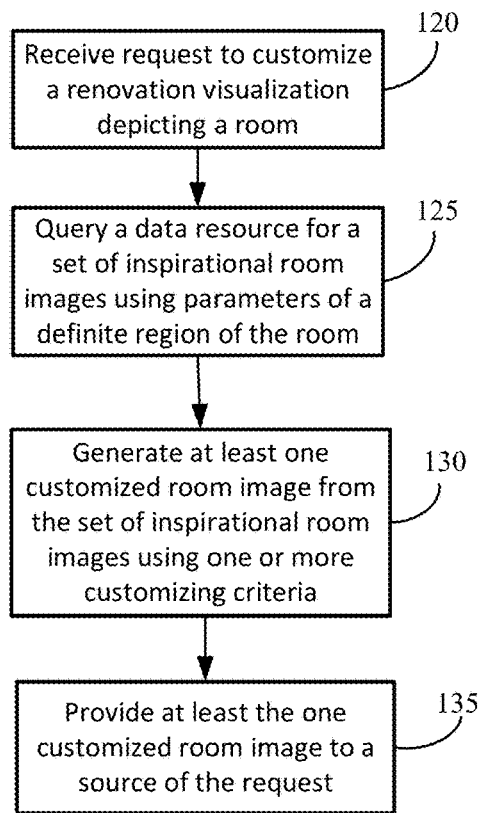 120
Receive request to customize
a renovation visualization
depicting a room
125
Query a data resource for a
set of inspirational room
images using parameters of a
definite region of the room
130
Generate at least one
customized room image from
the set of inspirational room
images using one or more
customizing criteria
135
Provide at least the one
customized room image to a
source of the request